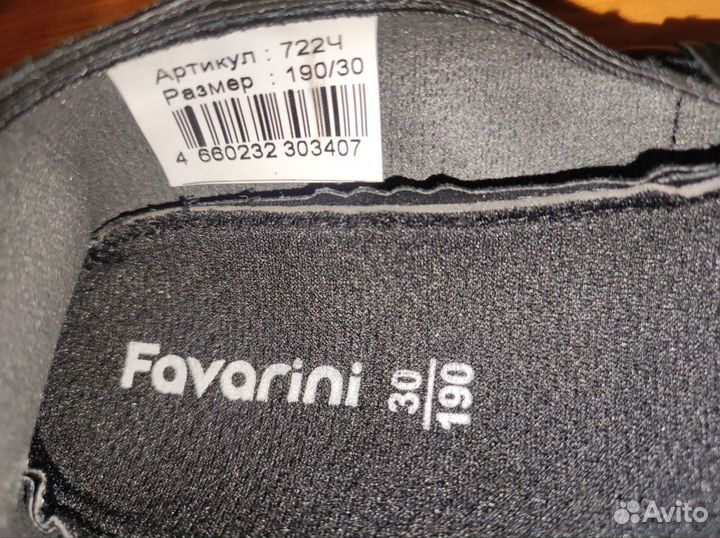 Артикул : 722Ч
Размер : 190/30
4 660232 303407
Favarini
30
190
Avito